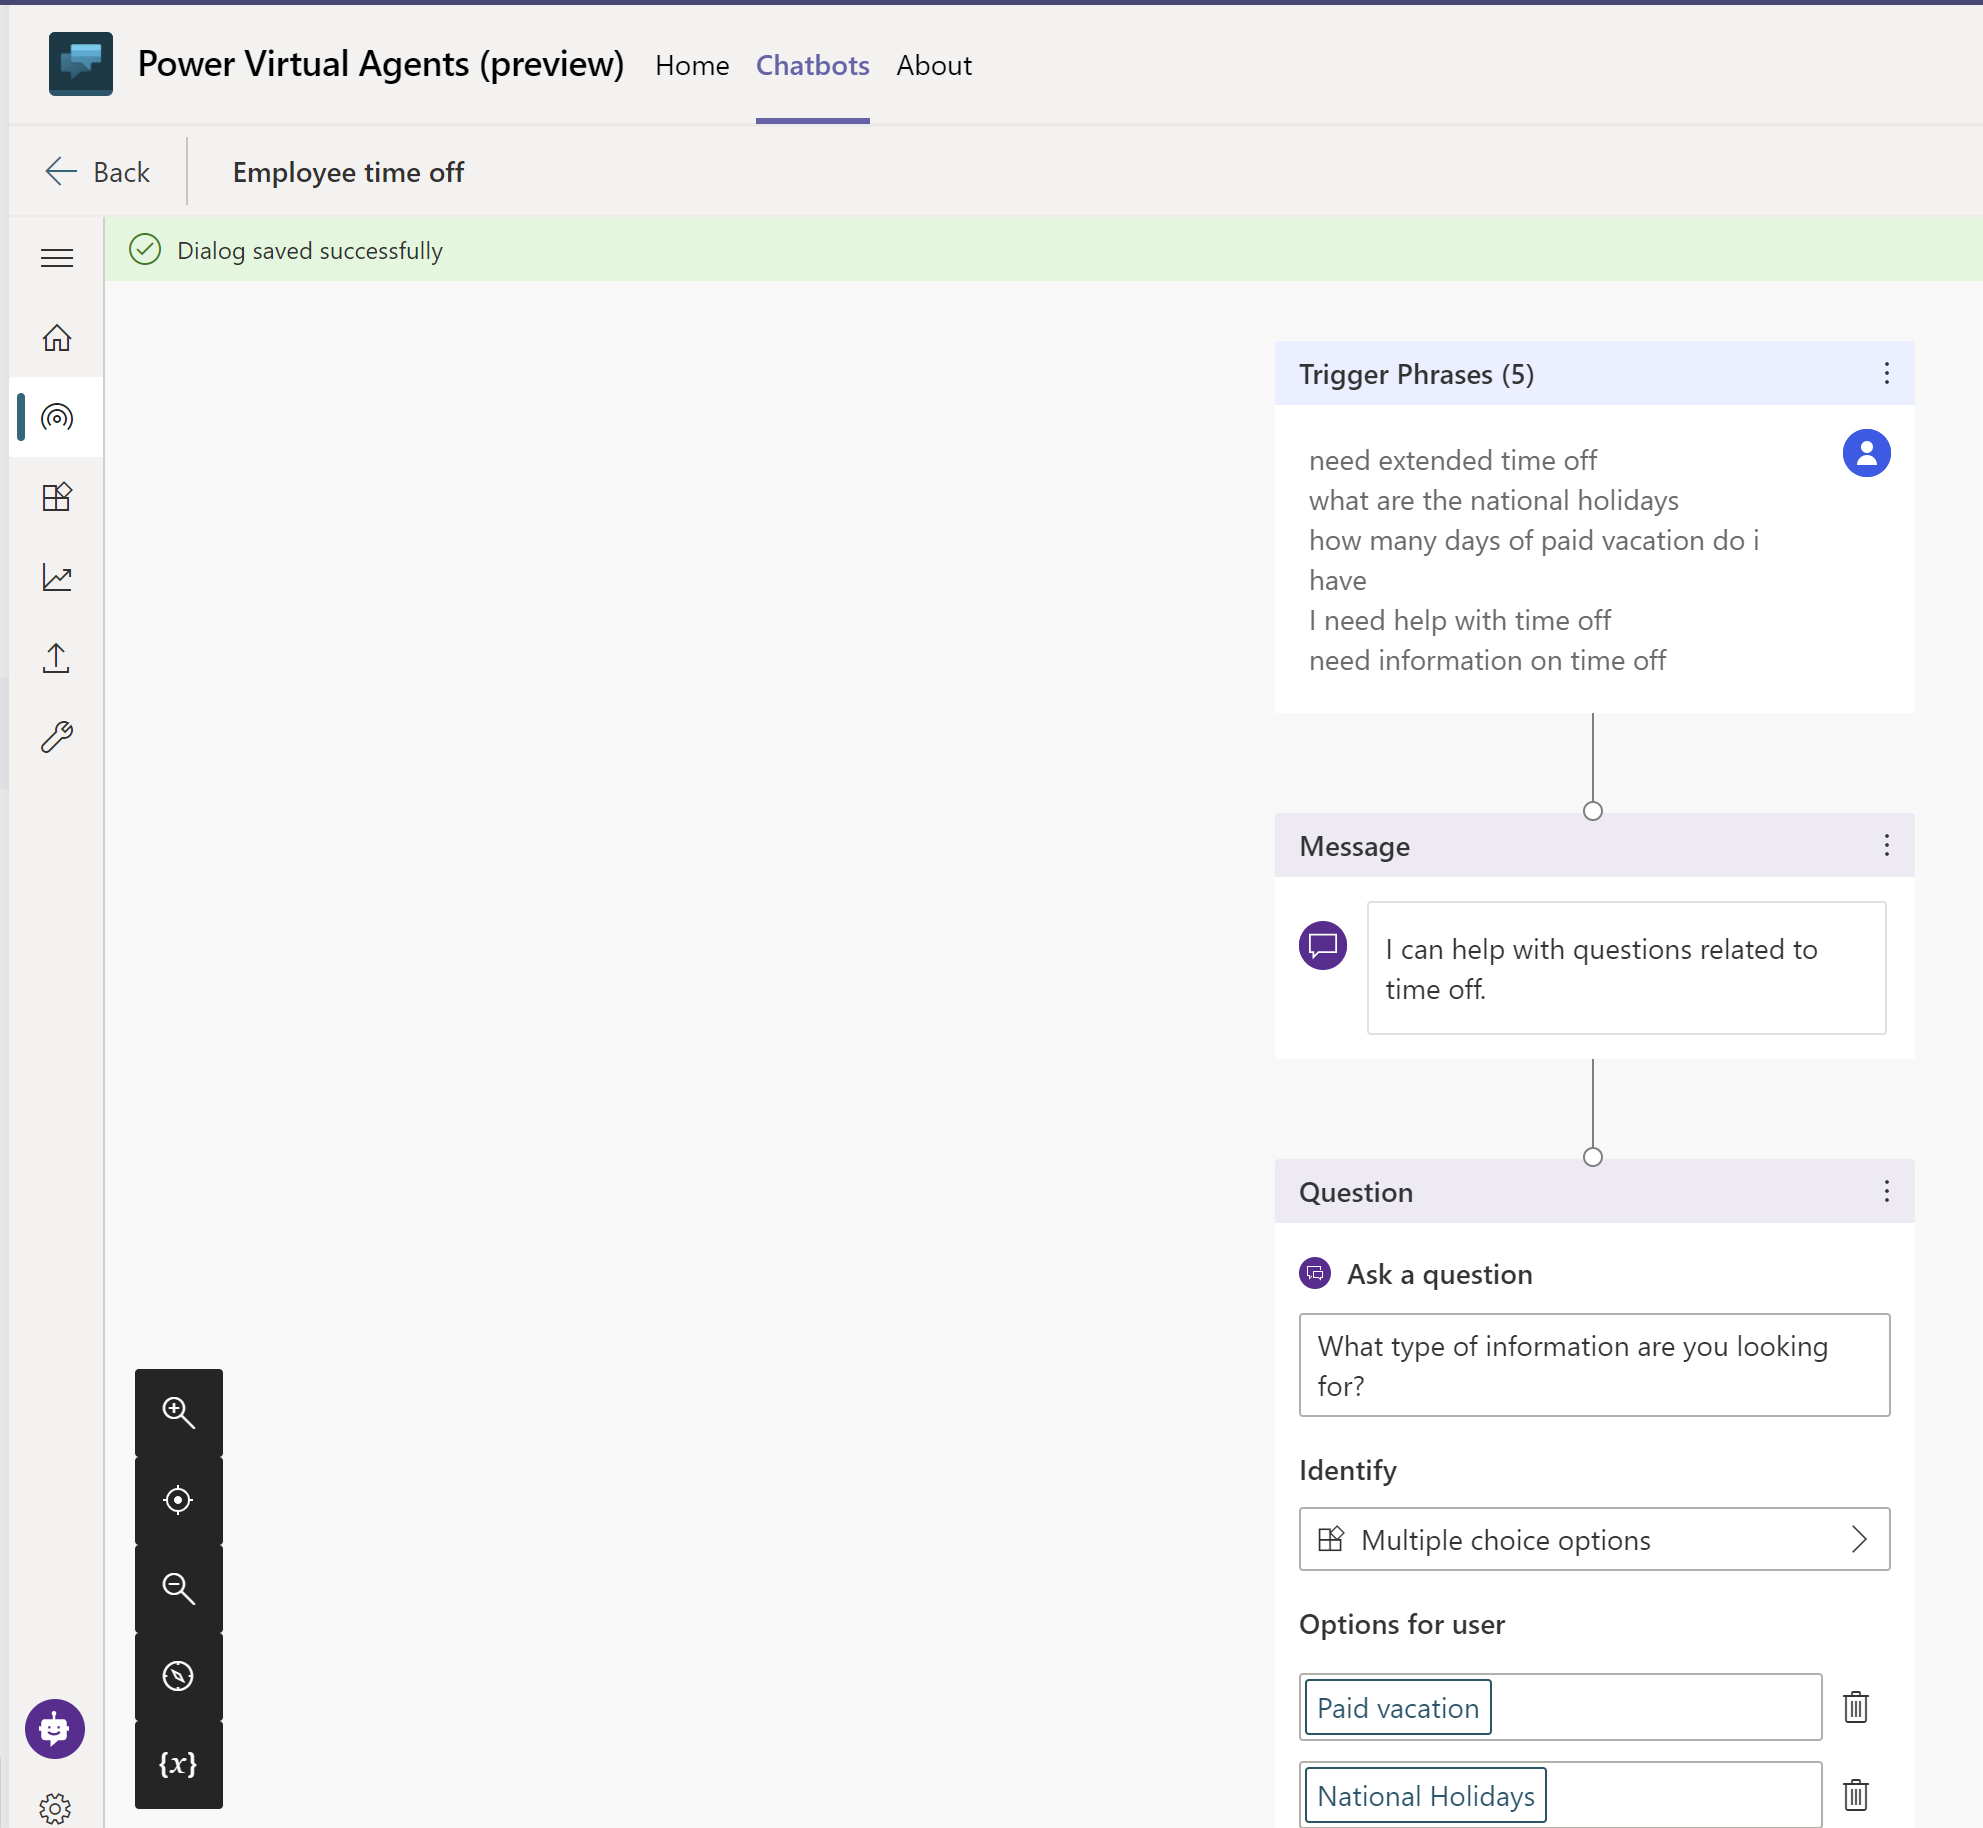 Power Virtual Agents (preview) Home Chatbots About
Back Employee time off
Dialog saved successfully
Trigger Phrases (5)
need extended time off
what are the national holidays
how many days of paid vacation do i
have
I need help with time off
need information on time off
Message
I can help with questions related to
time off.
Question
Ask a question
What type of information are you looking
for?
Identify
Multiple choice options
Options for user
Paid vacation
National Holidays
{x}